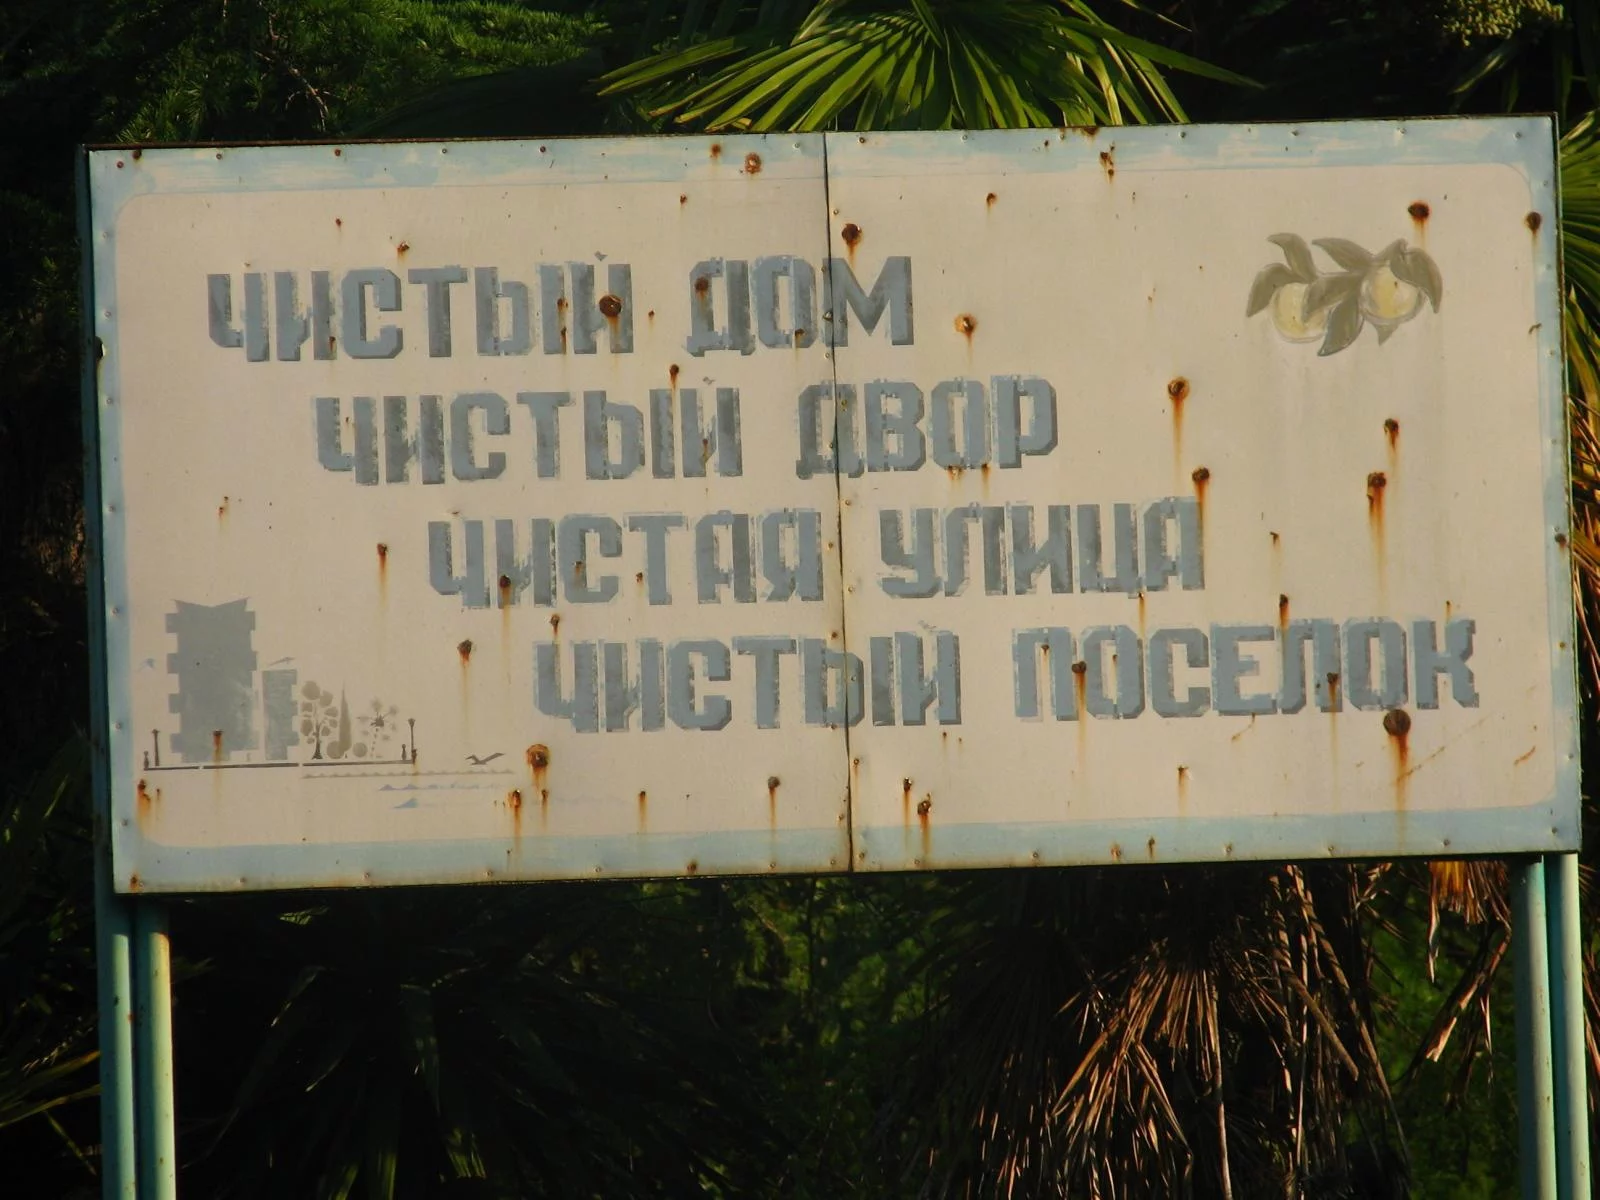 ЧИСТЫЙ ДОМ
ЧИСТЫЙ ДВОР
ЧИСТАЯ УЛИЦА
ЧИСТЫЙ ПОСЕЛОК